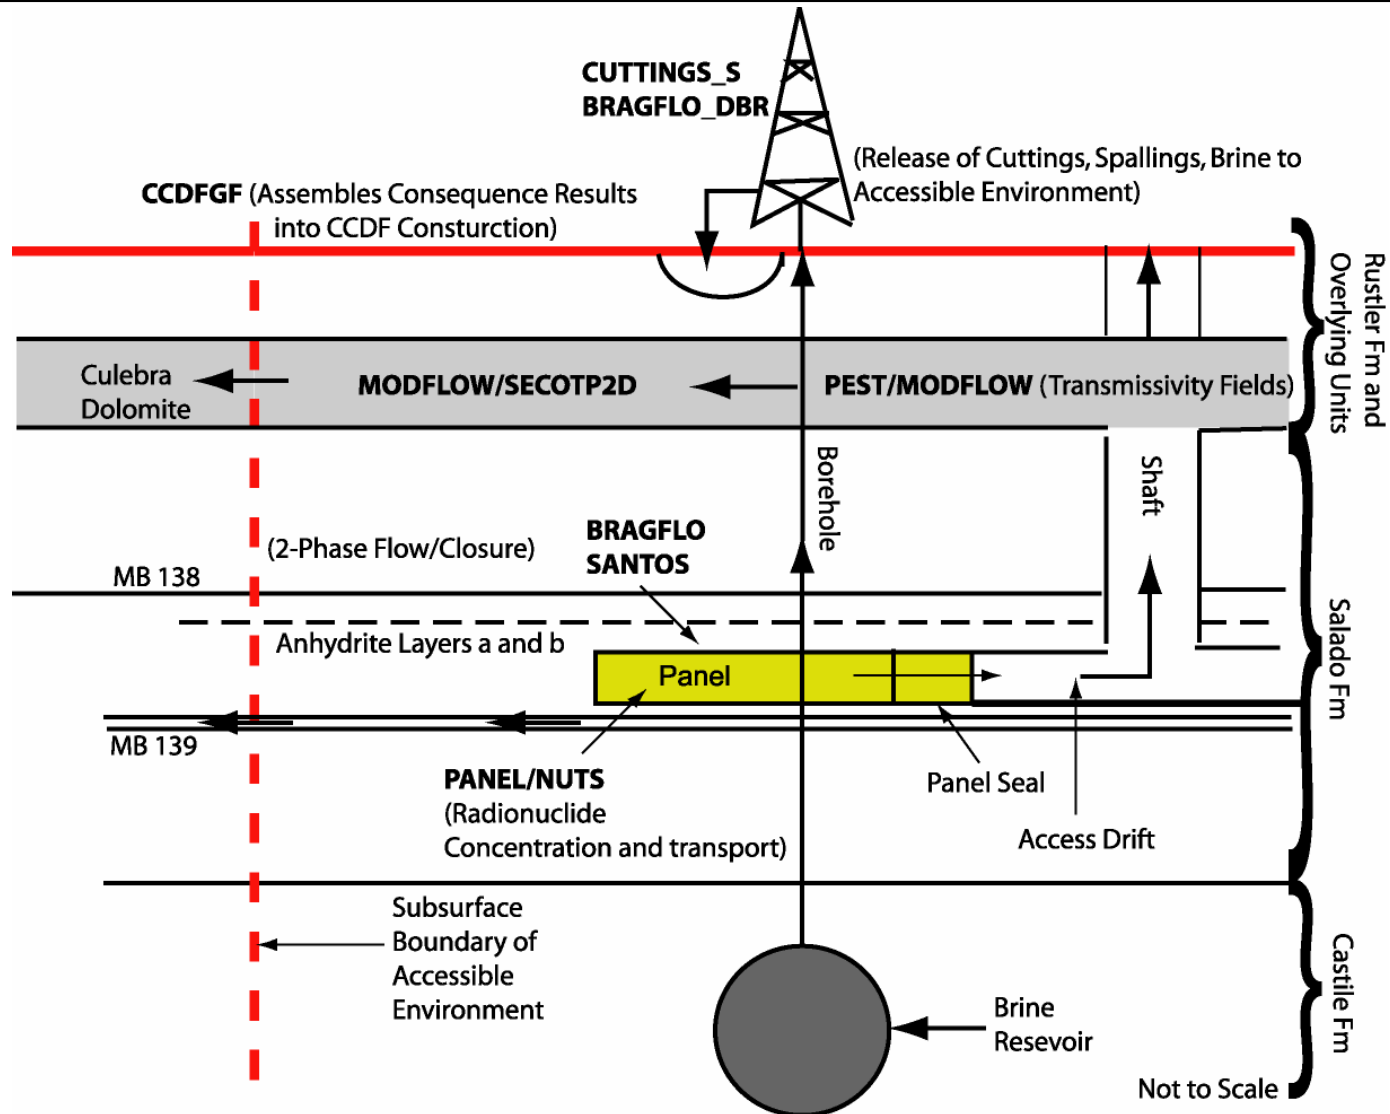 CUTTINGS_S
BRAGFLO_DBR
(Release of Cuttings, Spallings, Brine to
Accessible Environment)
CCDFGF (Assembles Consequence Results
into CCDF Consturction)
Rustler Fm and
Overlying Units
Culebra
Dolomite
MODFLOW/SECOTP2D
PEST/MODFLOW (Transmissivity Fields)
Borehole
Shaft
BRAGFLO
SANTOS
(2-Phase Flow/Closure)
MB 138
Anhydrite Layers a and b
Salado Fm
Panel
MB 139
PANEL/NUTS
(Radionuclide
Concentration and transport)
Panel Seal
Access Drift
Subsurface
Boundary of
Accessible
Environment
Castile Fm
Brine
Resevoir
Not to Scale